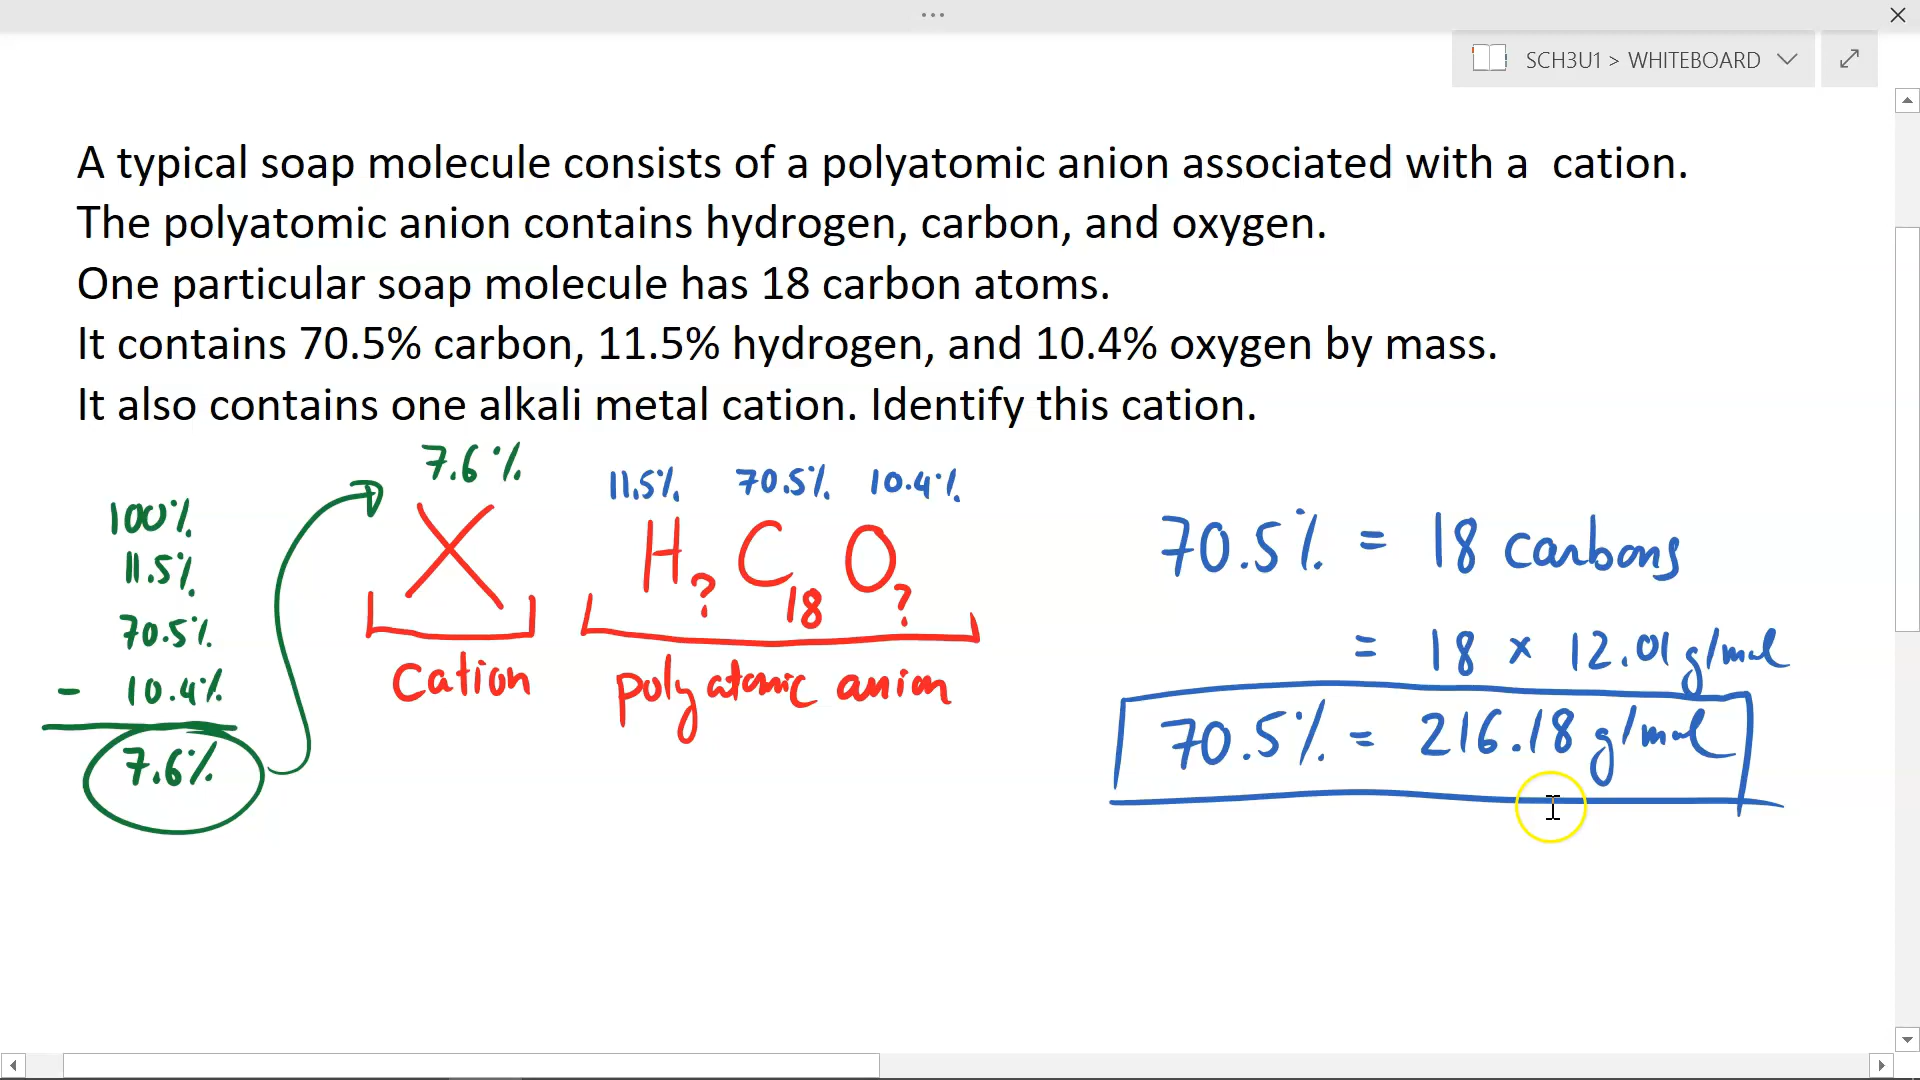 SCH3U1 > WHITEBOARD
A typical soap molecule consists of a polyatomic anion associated with a cation.
The polyatomic anion contains hydrogen, carbon, and oxygen.
One particular soap molecule has 18 carbon atoms.
It contains 70.5% carbon, 11.5% hydrogen, and 10.4% oxygen by mass.
It also contains one alkali metal cation. Identify this cation.
7.6%
11.5% 70.5% 10.4%
100%
11.5%
70.5%
- 10.4%
7.6%
X H? C18 O?
cation polyatomic anion
70.5% = 18 carbons
= 18 × 12.01 g/mol
70.5% = 216.18 g/mol